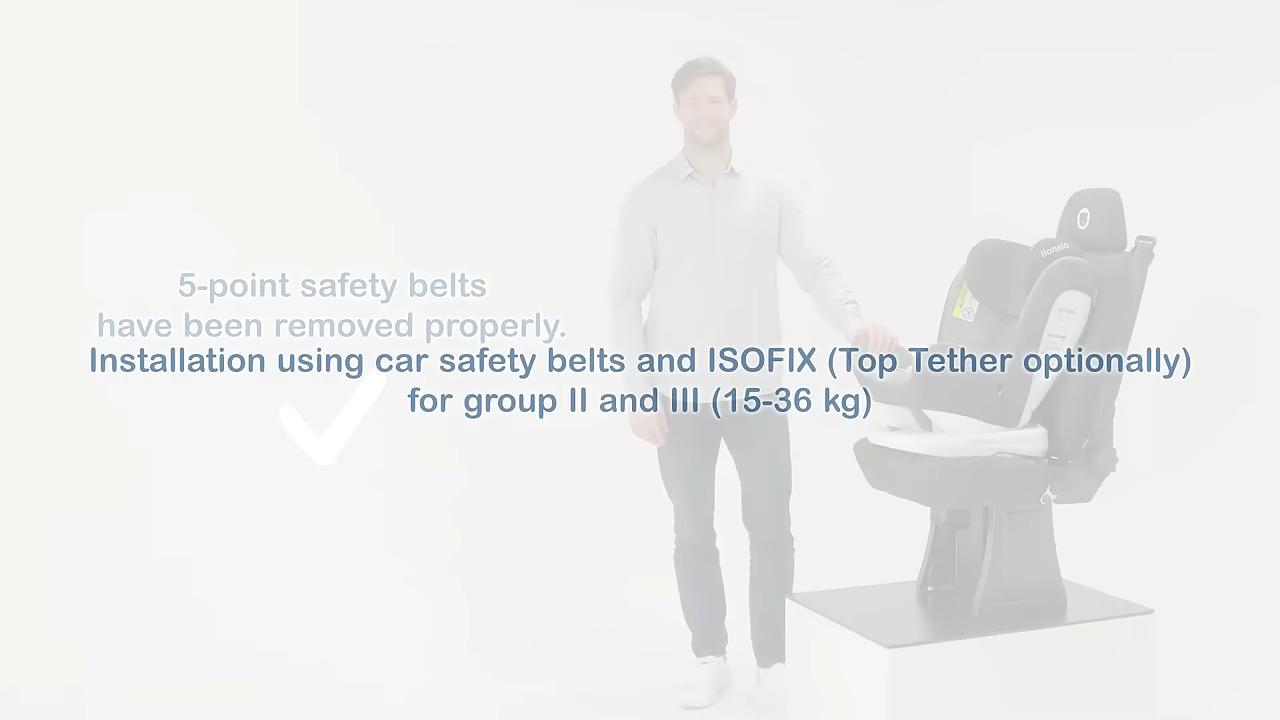 5-point safety belts
have been removed properly.
Installation using car safety belts and ISOFIX (Top Tether optionally)
for group II and III (15-36 kg)
lionelo